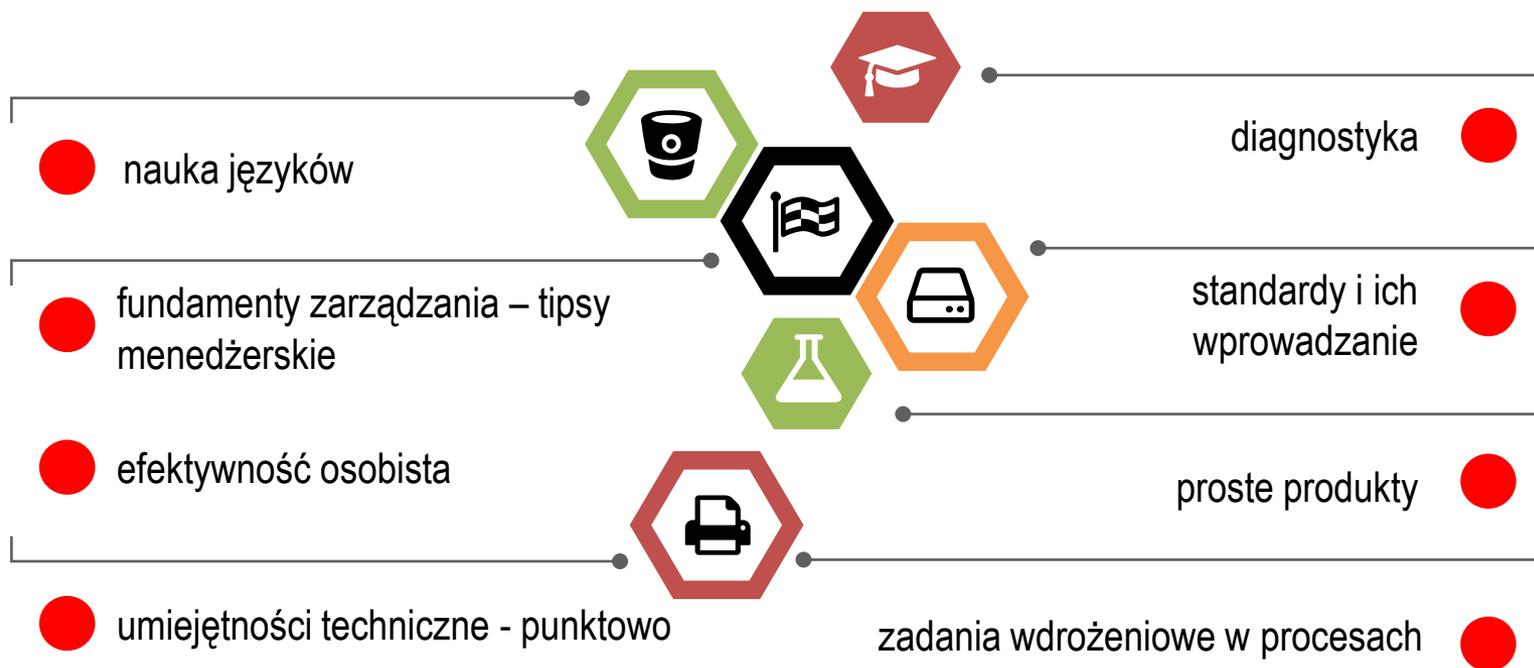 nauka języków
fundamenty zarządzania – tipsy
menedżerskie
efektywność osobista
umiejętności techniczne - punktowo
diagnostyka
standardy i ich
wprowadzanie
proste produkty
zadania wdrożeniowe w procesach